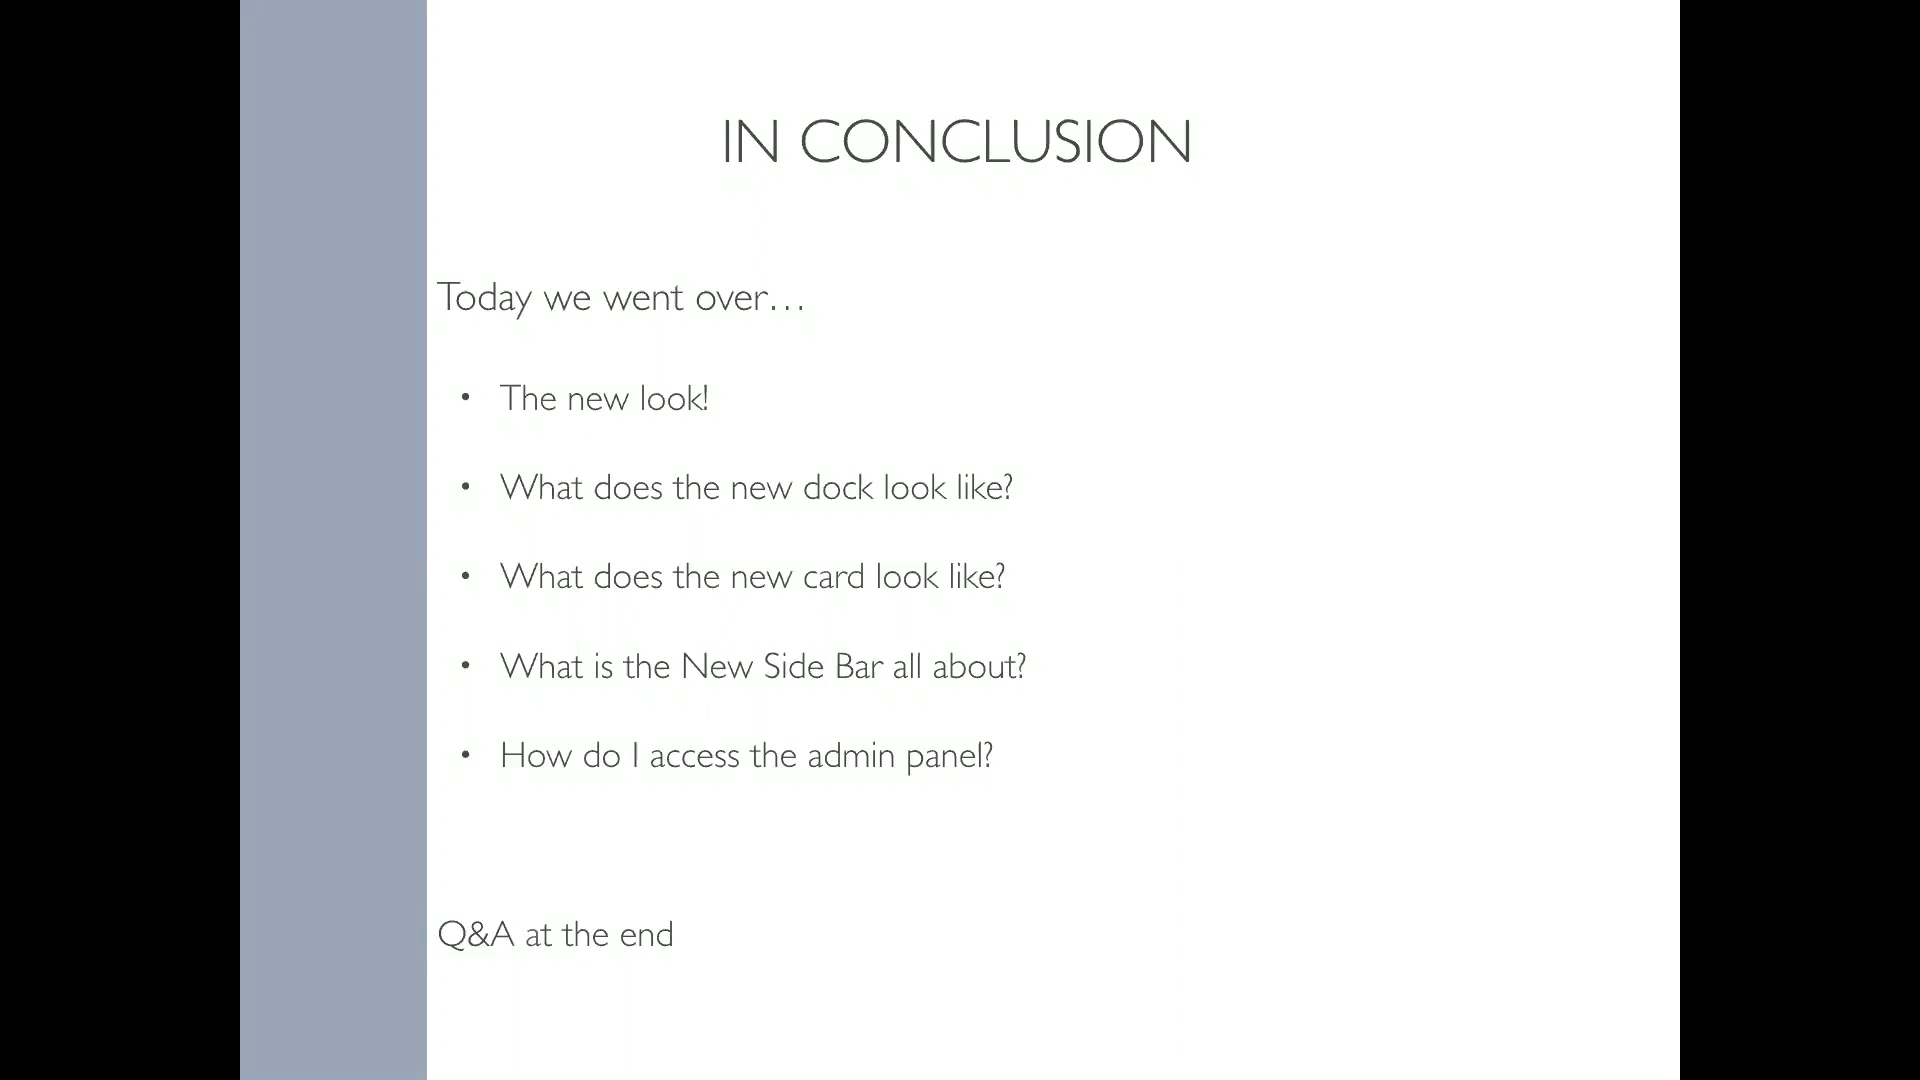 IN CONCLUSION
Today we went over…
• The new look!
• What does the new dock look like?
• What does the new card look like?
• What is the New Side Bar all about?
• How do I access the admin panel?
Q&A at the end